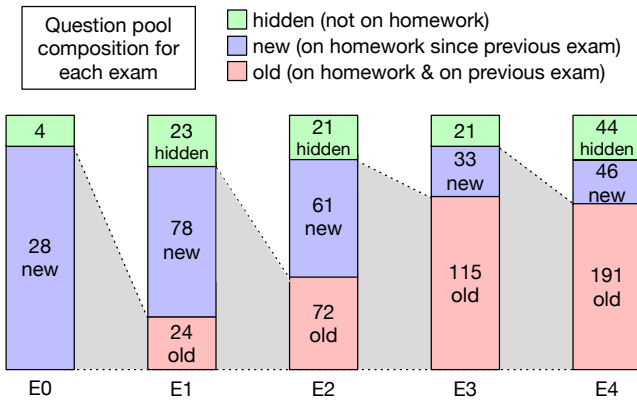 Question pool
composition for
each exam
hidden (not on homework)
new (on homework since previous exam)
old (on homework & on previous exam)
4
28
new
23
hidden
78
new
24
old
21
hidden
61
new
72
old
21
33
new
115
old
44
hidden
46
new
191
old
E0
E1
E2
E3
E4